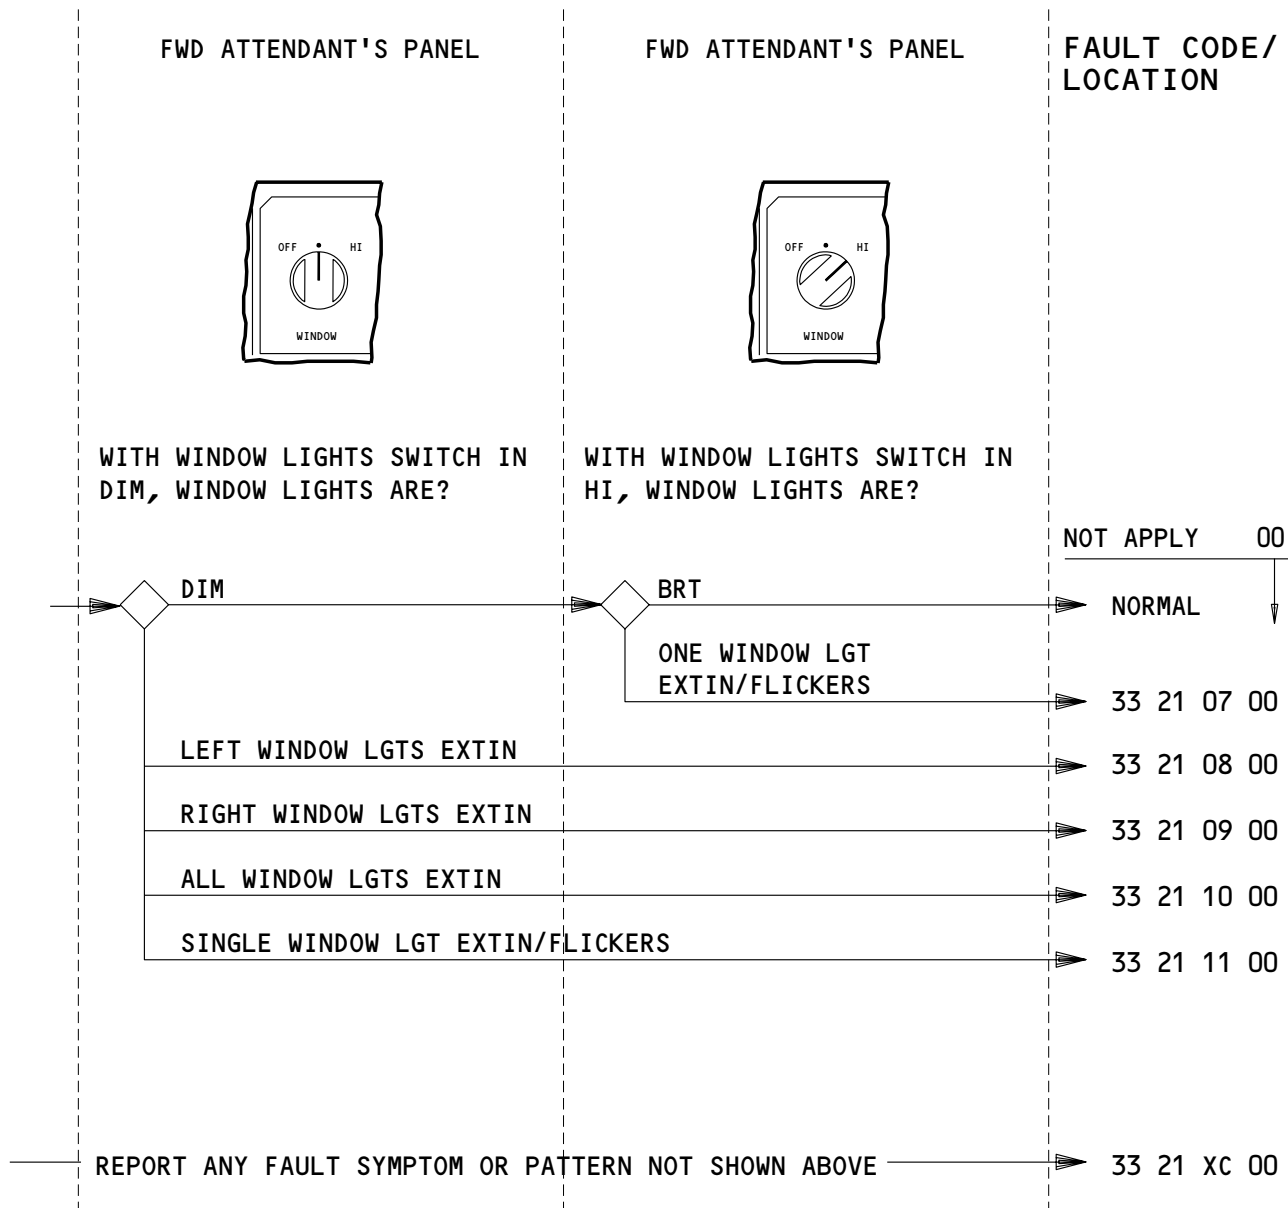 FWD ATTENDANT'S PANEL
FWD ATTENDANT'S PANEL
FAULT CODE/
LOCATION
OFF HI
WINDOW
OFF HI
WINDOW
WITH WINDOW LIGHTS SWITCH IN
DIM, WINDOW LIGHTS ARE?
WITH WINDOW LIGHTS SWITCH IN
HI, WINDOW LIGHTS ARE?
NOT APPLY 00
DIM
BRT
NORMAL
ONE WINDOW LGT
EXTIN/FLICKERS
33 21 07 00
LEFT WINDOW LGTS EXTIN
33 21 08 00
RIGHT WINDOW LGTS EXTIN
33 21 09 00
ALL WINDOW LGTS EXTIN
33 21 10 00
SINGLE WINDOW LGT EXTIN/FLICKERS
33 21 11 00
REPORT ANY FAULT SYMPTOM OR PATTERN NOT SHOWN ABOVE
33 21 XC 00